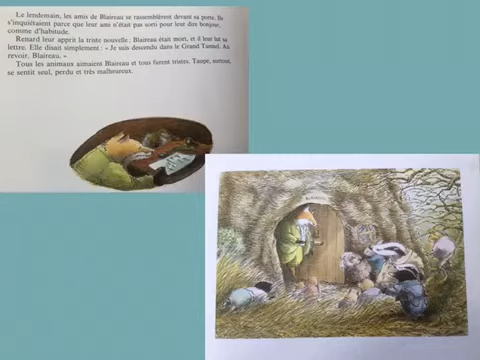 Le lendemain, les amis de Blaireau se rassemblèrent devant sa porte. Ils
s'inquiétaient parce que leur ami n'était pas sorti pour leur dire bonjour,
comme d'habitude.
Renard leur apprit la triste nouvelle : Blaireau était mort, et il leur lut sa
lettre. Elle disait simplement : « Je suis descendu dans le Grand Tunnel. Au
revoir, Blaireau. »
Tous les animaux aimaient Blaireau et tous furent tristes. Taupe, surtout,
se sentit seul, perdu et très malheureux.